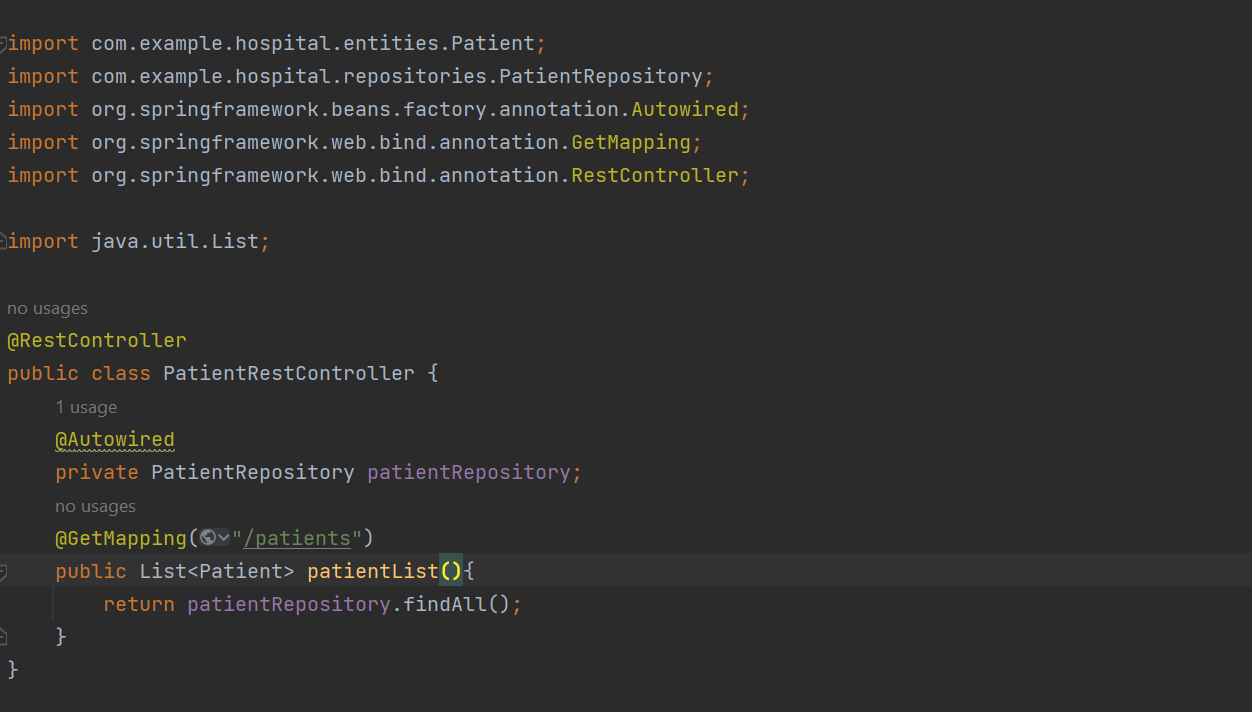 import com.example.hospital.entities.Patient;
import com.example.hospital.repositories.PatientRepository;
import org.springframework.beans.factory.annotation.Autowired;
import org.springframework.web.bind.annotation.GetMapping;
import org.springframework.web.bind.annotation.RestController;
import java.util.List;
no usages
@RestController
public class PatientRestController {
1 usage
@Autowired
private PatientRepository patientRepository;
no usages
@GetMapping("/patients")
public List<Patient> patientList(){
return patientRepository.findAll();
}
}